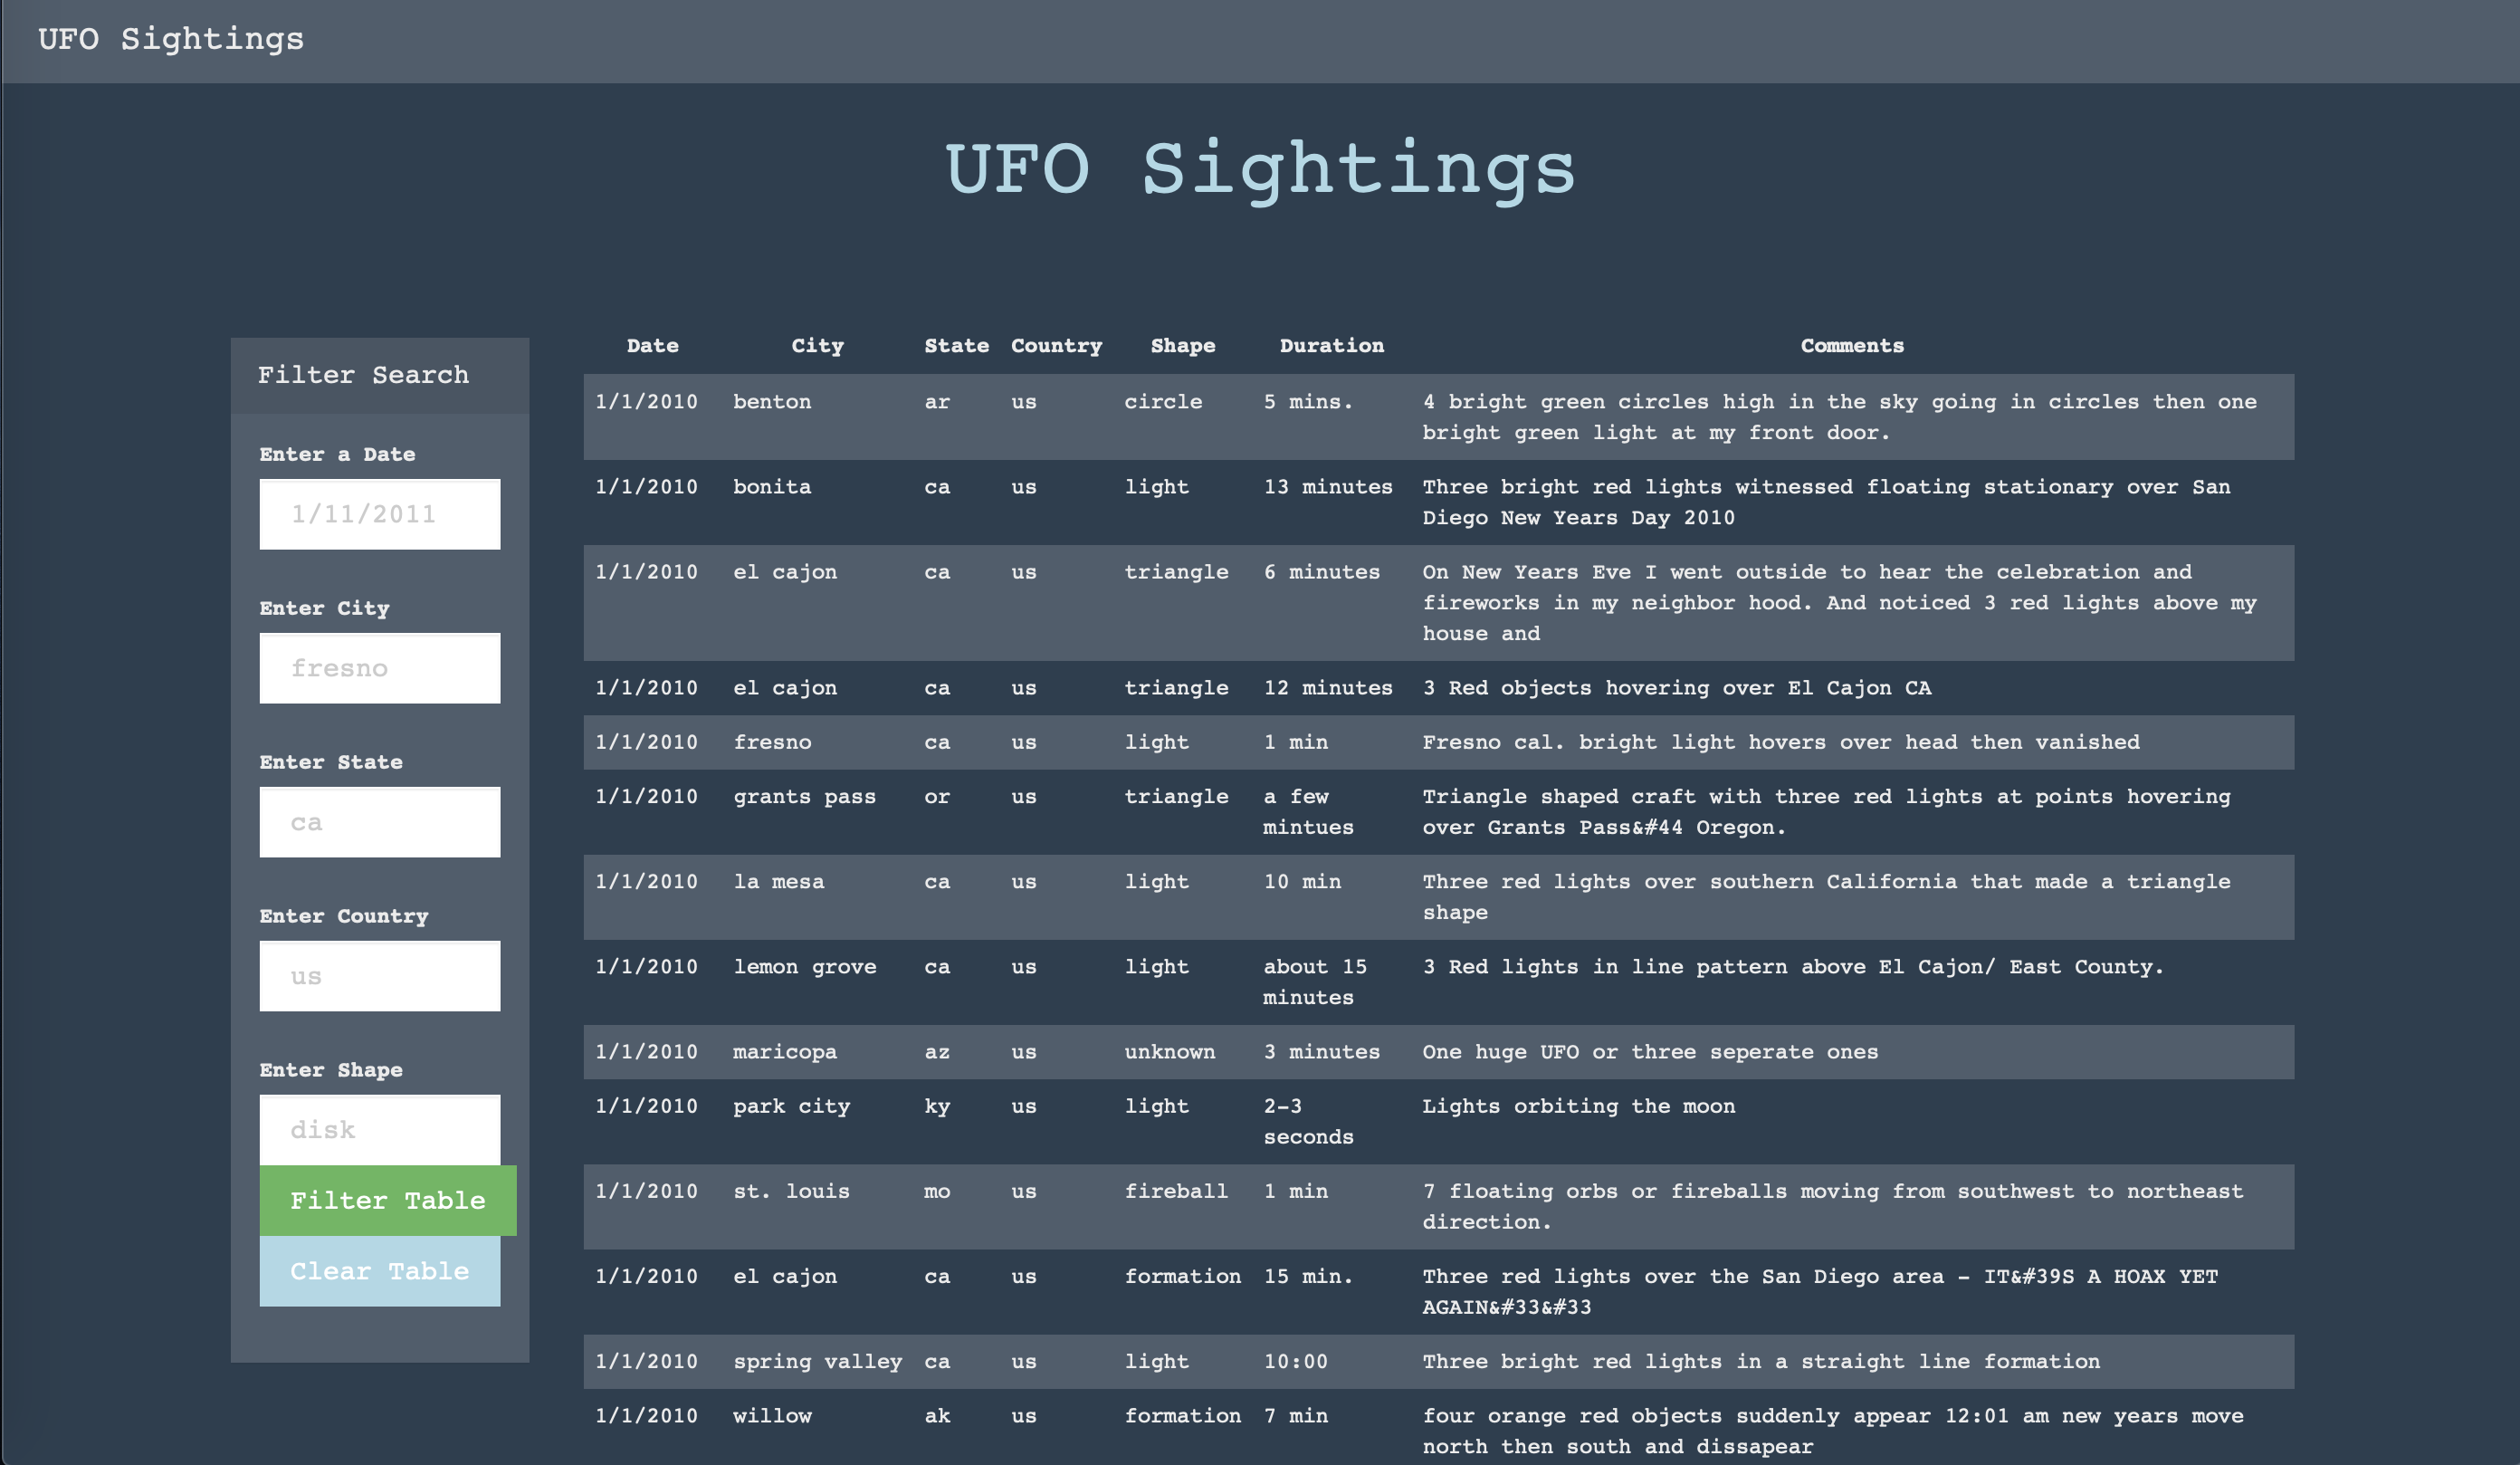 UFO Sightings
UFO Sightings
Filter Search
Enter a Date
1/11/2011
Enter City
fresno
Enter State
ca
Enter Country
us
Enter Shape
disk
Filter Table
Clear Table
Date City State Country Shape Duration Comments
1/1/2010 benton ar us circle 5 mins. 4 bright green circles high in the sky going in circles then one
bright green light at my front door.
1/1/2010 bonita ca us light 13 minutes Three bright red lights witnessed floating stationary over San
Diego New Years Day 2010
1/1/2010 el cajon ca us triangle 6 minutes On New Years Eve I went outside to hear the celebration and
fireworks in my neighbor hood. And noticed 3 red lights above my
house and
1/1/2010 el cajon ca us triangle 12 minutes 3 Red objects hovering over El Cajon CA
1/1/2010 fresno ca us light 1 min Fresno cal. bright light hovers over head then vanished
1/1/2010 grants pass or us triangle a few Triangle shaped craft with three red lights at points hovering
mintues over Grants Pass&#44 Oregon.
1/1/2010 la mesa ca us light 10 min Three red lights over southern California that made a triangle
shape
1/1/2010 lemon grove ca us light about 15 3 Red lights in line pattern above El Cajon/ East County.
minutes
1/1/2010 maricopa az us unknown 3 minutes One huge UFO or three seperate ones
1/1/2010 park city ky us light 2-3 Lights orbiting the moon
seconds
1/1/2010 st. louis mo us fireball 1 min 7 floating orbs or fireballs moving from southwest to northeast
direction.
1/1/2010 el cajon ca us formation 15 min. Three red lights over the San Diego area - IT&#39S A HOAX YET
AGAIN&#33&#33
1/1/2010 spring valley ca us light 10:00 Three bright red lights in a straight line formation
1/1/2010 willow ak us formation 7 min four orange red objects suddenly appear 12:01 am new years move
north then south and dissapear